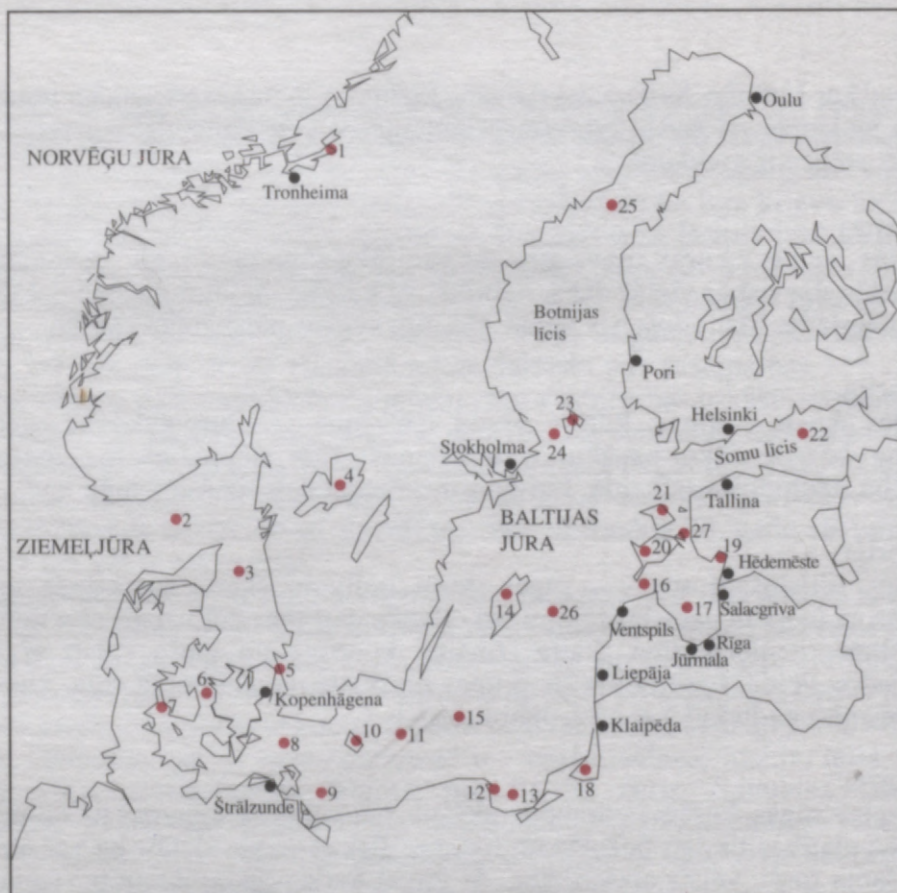 Oulu
NORVĒĢU JŪRA
1
Tronheima
25
Botnijas
līcis
Pori
23
Helsinki
22
24
Somu līcis
Stokholma
4
Tallina
21
2
BALTIJAS
JŪRA
27
ZIEMEĻJŪRA
20
19
3
Hēdemēste
16
14
26
17
Salacgrīva
Ventspils
Rīga
Jūrmala
5
Liepāja
6
Kopenhāgena
7
15
Klaipēda
8
10
11
9
12
13
18
Štrālzunde